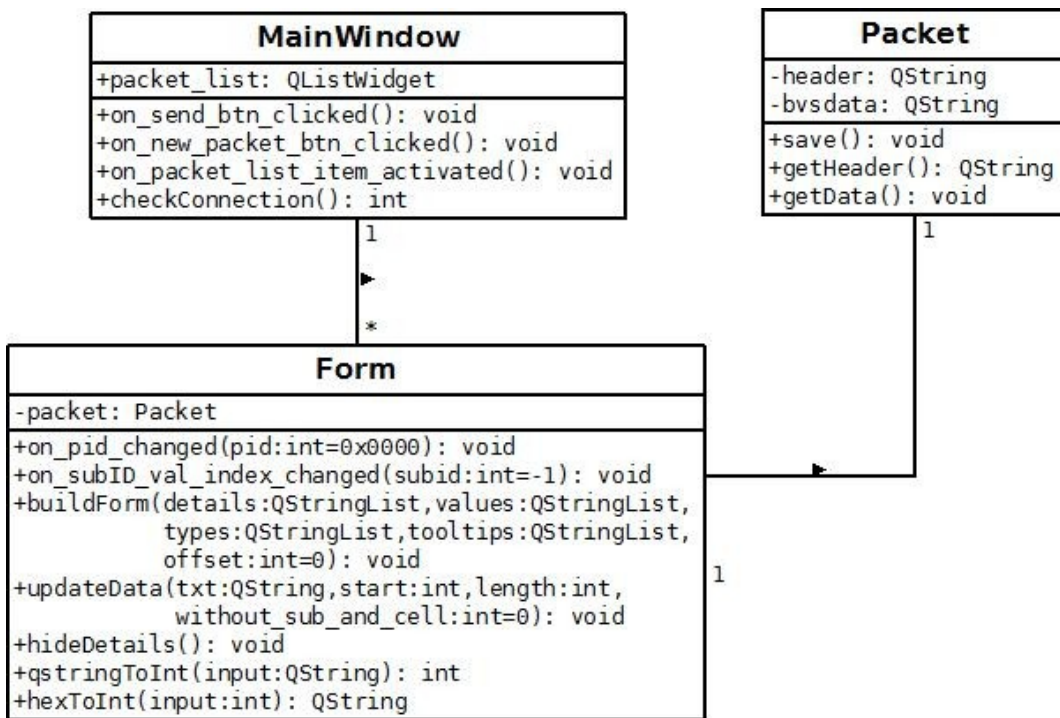 MainWindow
+packet_list: QListWidget
+on_send_btn_clicked(): void
+on_new_packet_btn_clicked(): void
+on_packet_list_item_activated(): void
+checkConnection(): int
1
*
Packet
-header: QString
-bvsdata: QString
+save(): void
+getHeader(): QString
+getData(): void
1
Form
-packet: Packet
+on_pid_changed(pid:int=0x0000): void
+on_subID_val_index_changed(subid:int=-1): void
+buildForm(details:QStringList,values:QStringList,
types:QStringList,tooltips:QStringList,
offset:int=0): void
+updateData(txt:QString,start:int,length:int,
without_sub_and_cell:int=0): void
+hideDetails(): void
+qstringToInt(input:QString): int
+hexToInt(input:int): QString
1